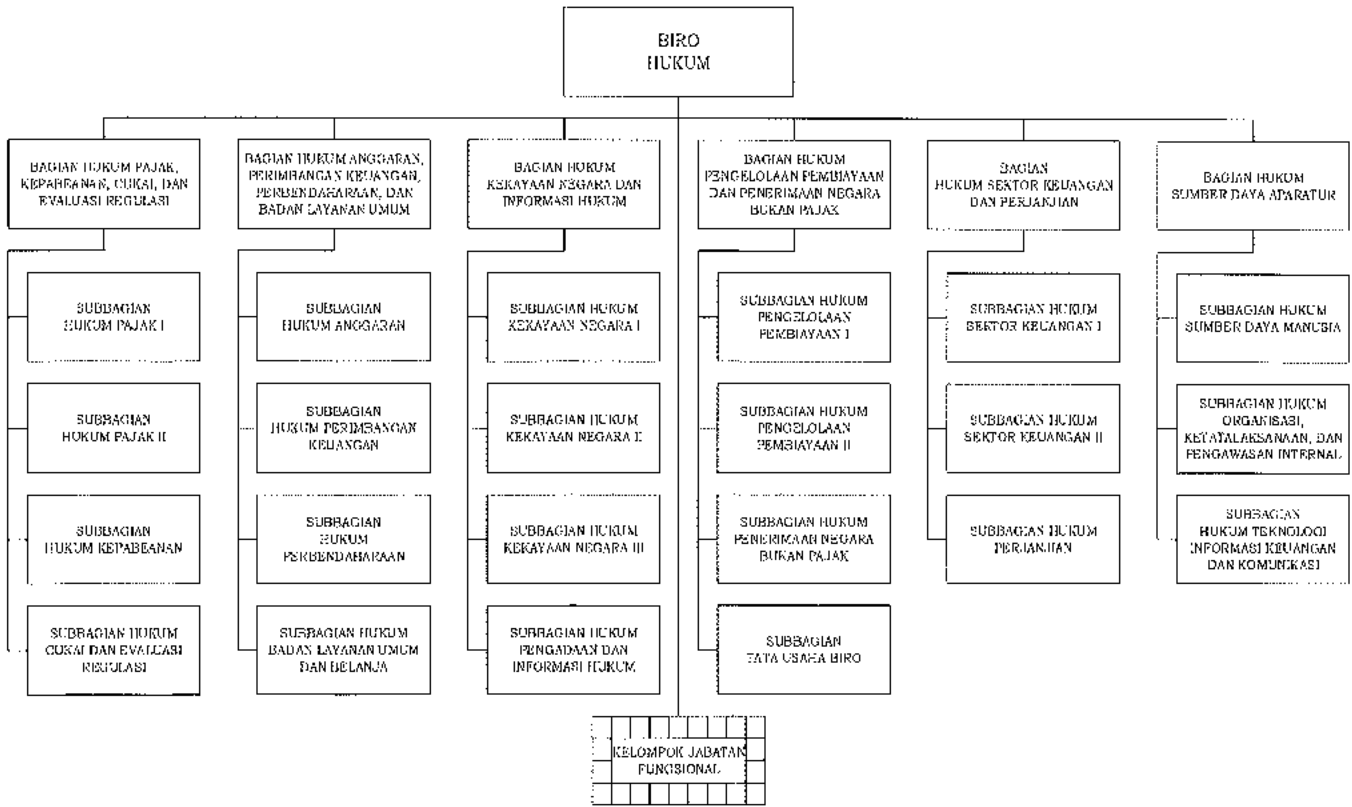 BIRO
HUKUM
BAGIAN HUKUM PAJAK,
KEPABEANAN, CUKAI, DAN
EVALUASI REGULASI
BAGIAN HUKUM ANGGARAN,
PERIMBANGAN KEUANGAN,
PERBENDAHARAAN, DAN
BADAN LAYANAN UMUM
BAGIAN HUKUM
KEKAYAAN NEGARA DAN
INFORMASI HUKUM
BAGIAN HUKUM
PENGELOLAAN PEMBIAYAAN
DAN PENERIMAAN NEGARA
BUKAN PAJAK
BAGIAN
HUKUM SEKTOR KEUANGAN
DAN PERJANJIAN
BAGIAN HUKUM
SUMBER DAYA APARATUR
SUBBAGIAN
HUKUM PAJAK I
SUBBAGIAN
HUKUM ANGGARAN
SUBBAGIAN HUKUM
KEKAYAAN NEGARA I
SUBBAGIAN HUKUM
PENGELOLAAN
PEMBIAYAAN I
SUBBAGIAN HUKUM
SEKTOR KEUANGAN I
SUBBAGIAN HUKUM
SUMBER DAYA MANUSIA
SUBBAGIAN
HUKUM PAJAK II
SUBBAGIAN
HUKUM PERIMBANGAN
KEUANGAN
SUBBAGIAN HUKUM
KEKAYAAN NEGARA II
SUBBAGIAN HUKUM
PENGELOLAAN
PEMBIAYAAN II
SUBBAGIAN HUKUM
SEKTOR KEUANGAN II
SUBBAGIAN HUKUM
ORGANISASI,
KETATALAKSANAAN, DAN
PENGAWASAN INTERNAL
SUBBAGIAN
HUKUM KEPABEANAN
SUBBAGIAN
HUKUM
PERBENDAHARAAN
SUBBAGIAN HUKUM
KEKAYAAN NEGARA III
SUBBAGIAN HUKUM
PENERIMAAN NEGARA
BUKAN PAJAK
SUBBAGIAN HUKUM
PERJANJIAN
SUBBAGIAN
HUKUM TEKNOLOGI
INFORMASI KEUANGAN
DAN KOMUNIKASI
SUBBAGIAN HUKUM
CUKAI DAN EVALUASI
REGULASI
SUBBAGIAN HUKUM
BADAN LAYANAN UMUM
DAN BELANJA
SUBBAGIAN HUKUM
PENGADAAN DAN
INFORMASI HUKUM
SUBBAGIAN
TATA USAHA BIRO
KELOMPOK JABATAN
FUNGSIONAL